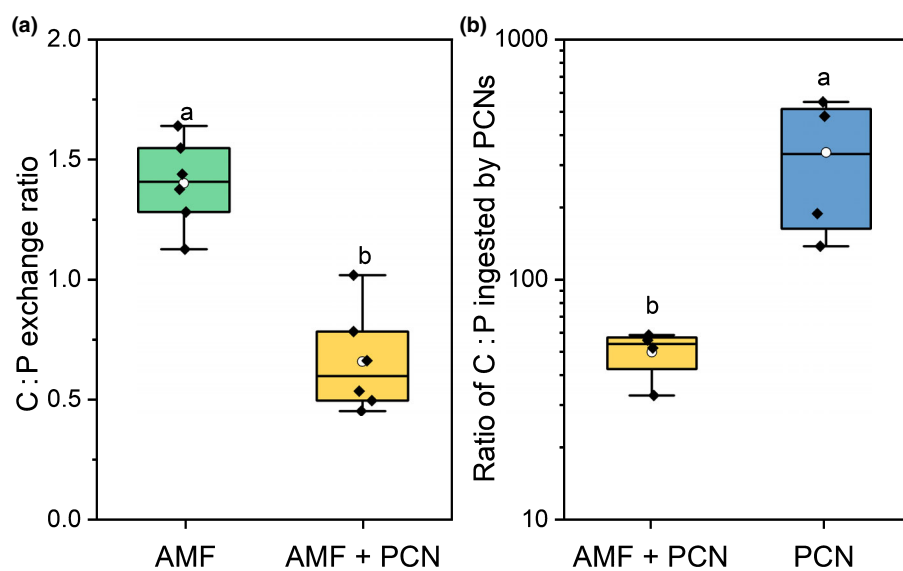 (a)
2.0
1.5
1.0
0.5
0.0
C:P exchange ratio
a
b
AMF
AMF + PCN
(b)
1000
100
10
Ratio of C:P ingested by PCNs
b
a
AMF + PCN
PCN